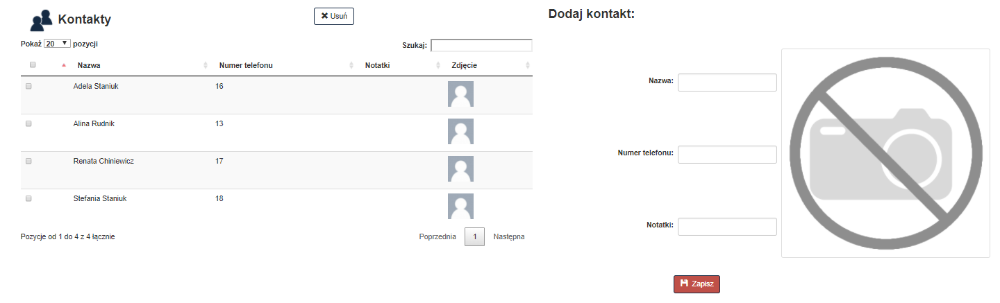 Kontakty
Usuń
Pokaż 20 pozycji
Szukaj:
Nazwa Numer telefonu Notatki Zdjęcie
Adela Staniuk 16
Alina Rudnik 13
Renata Chiniewicz 17
Stefania Staniuk 18
Pozycje od 1 do 4 z 4 łącznie
Poprzednia 1 Następna
Dodaj kontakt:
Nazwa:
Numer telefonu:
Notatki:
Zapisz